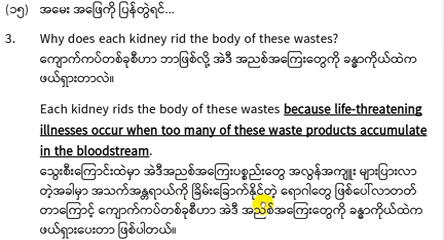 (၁၅) အမေး အဖြေကို ပြန်တွဲရင်...
3. Why does each kidney rid the body of these wastes?
ကျောက်ကပ်တစ်ခုစီဟာ ဘာဖြစ်လို့ အဲဒီ အညစ်အကြေးတွေကို ခန္ဓာကိုယ်ထဲက
ဖယ်ရှားတာလဲ။
Each kidney rids the body of these wastes because life-threatening
illnesses occur when too many of these waste products accumulate
in the bloodstream.
သွေးစီးကြောင်းထဲမှာ အဲဒီအညစ်အကြေးပစ္စည်းတွေ အလွန်အကျူး များပြားလာ
တဲ့အခါမှာ အသက်အန္တရာယ်ကို ခြိမ်းခြောက်နိုင်တဲ့ ရောဂါတွေ ဖြစ်ပေါ်လာတတ်
တာကြောင့် ကျောက်ကပ်တစ်ခုစီဟာ အဲဒီ အညစ်အကြေးတွေကို ခန္ဓာကိုယ်ထဲက
ဖယ်ရှားပေးတာ ဖြစ်ပါတယ်။